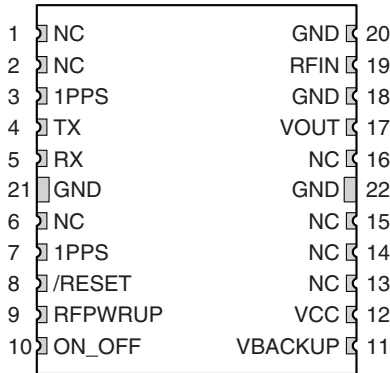 1 NC GND 20
2 NC RFIN 19
3 1PPS GND 18
4 TX VOUT 17
5 RX NC 16
21 GND GND 22
6 NC NC 15
7 1PPS NC 14
8 /RESET NC 13
9 RFPWRUP VCC 12
10 ON_OFF VBACKUP 11